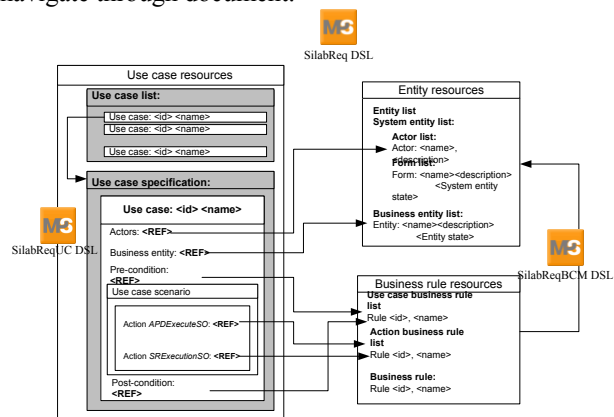 navigate through document.
MPS
SilabReq DSL
Use case resources
Use case list:
Use case: <id> <name>
Use case: <id> <name>
Use case: <id> <name>
Use case specification:
Use case: <id> <name>
Actors: <REF>
Business entity: <REF>
Pre-condition:
<REF>
Use case scenario
Action APDExecuteSO: <REF>
Action SRExecutionSO: <REF>
Post-condition:
<REF>
MPS
SilabReqUC DSL
Entity resources
Entity list
System entity list:
Actor list:
Actor: <name>,
<description>
Form list:
Form: <name><description>
<System entity
state>
Business entity list:
Entity: <name><description>
<Entity state>
MPS
SilabReqBCM DSL
Business rule resources
Use case business rule
list
Rule <id>, <name>
Action business rule
list
Rule <id>, <name>
Business rule:
Rule <id>, <name>